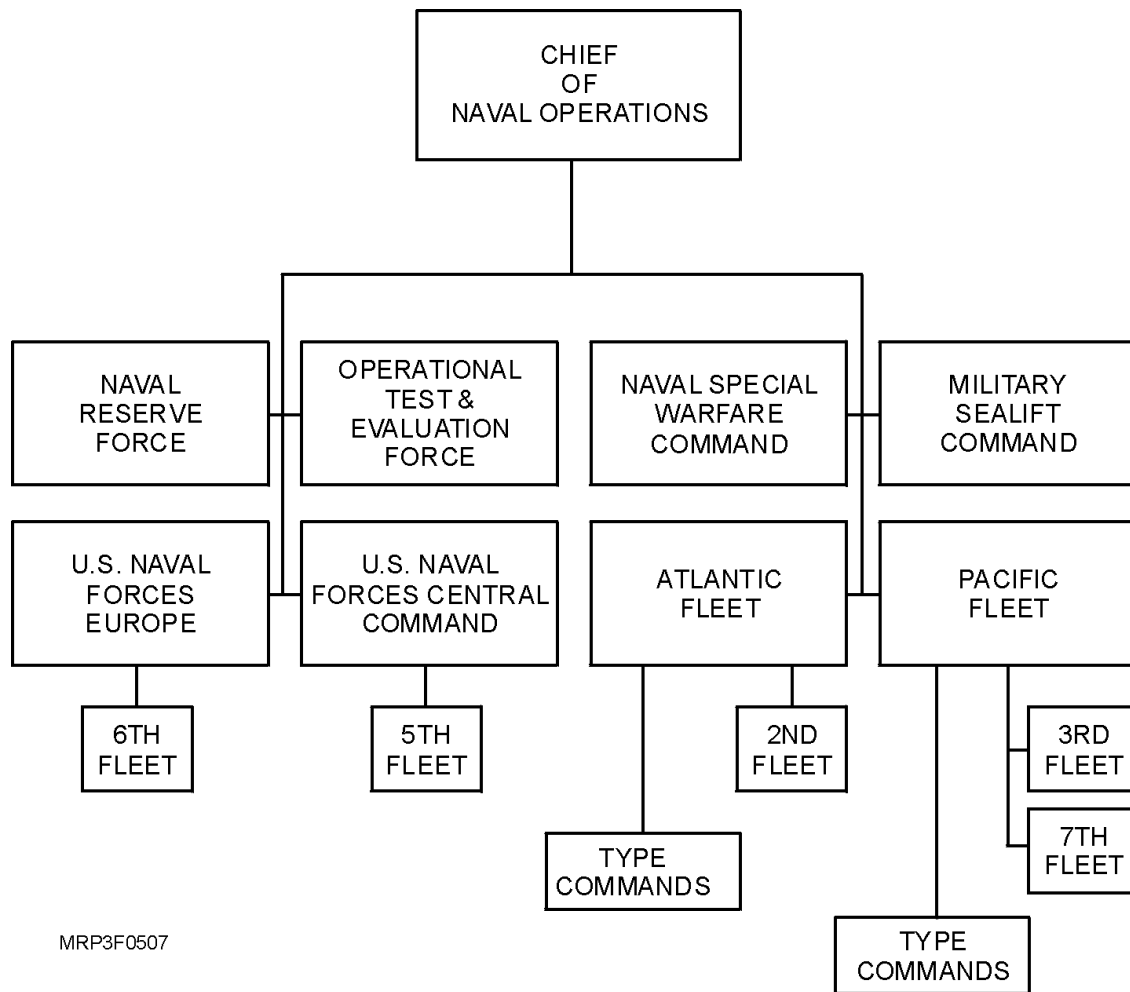 CHIEF
OF
NAVAL OPERATIONS
NAVAL
RESERVE
FORCE
OPERATIONAL
TEST &
EVALUATION
FORCE
NAVAL SPECIAL
WARFARE
COMMAND
MILITARY
SEALIFT
COMMAND
U.S. NAVAL
FORCES
EUROPE
U.S. NAVAL
FORCES CENTRAL
COMMAND
ATLANTIC
FLEET
PACIFIC
FLEET
6TH
FLEET
5TH
FLEET
2ND
FLEET
3RD
FLEET
7TH
FLEET
TYPE
COMMANDS
TYPE
COMMANDS
MRP3F0507